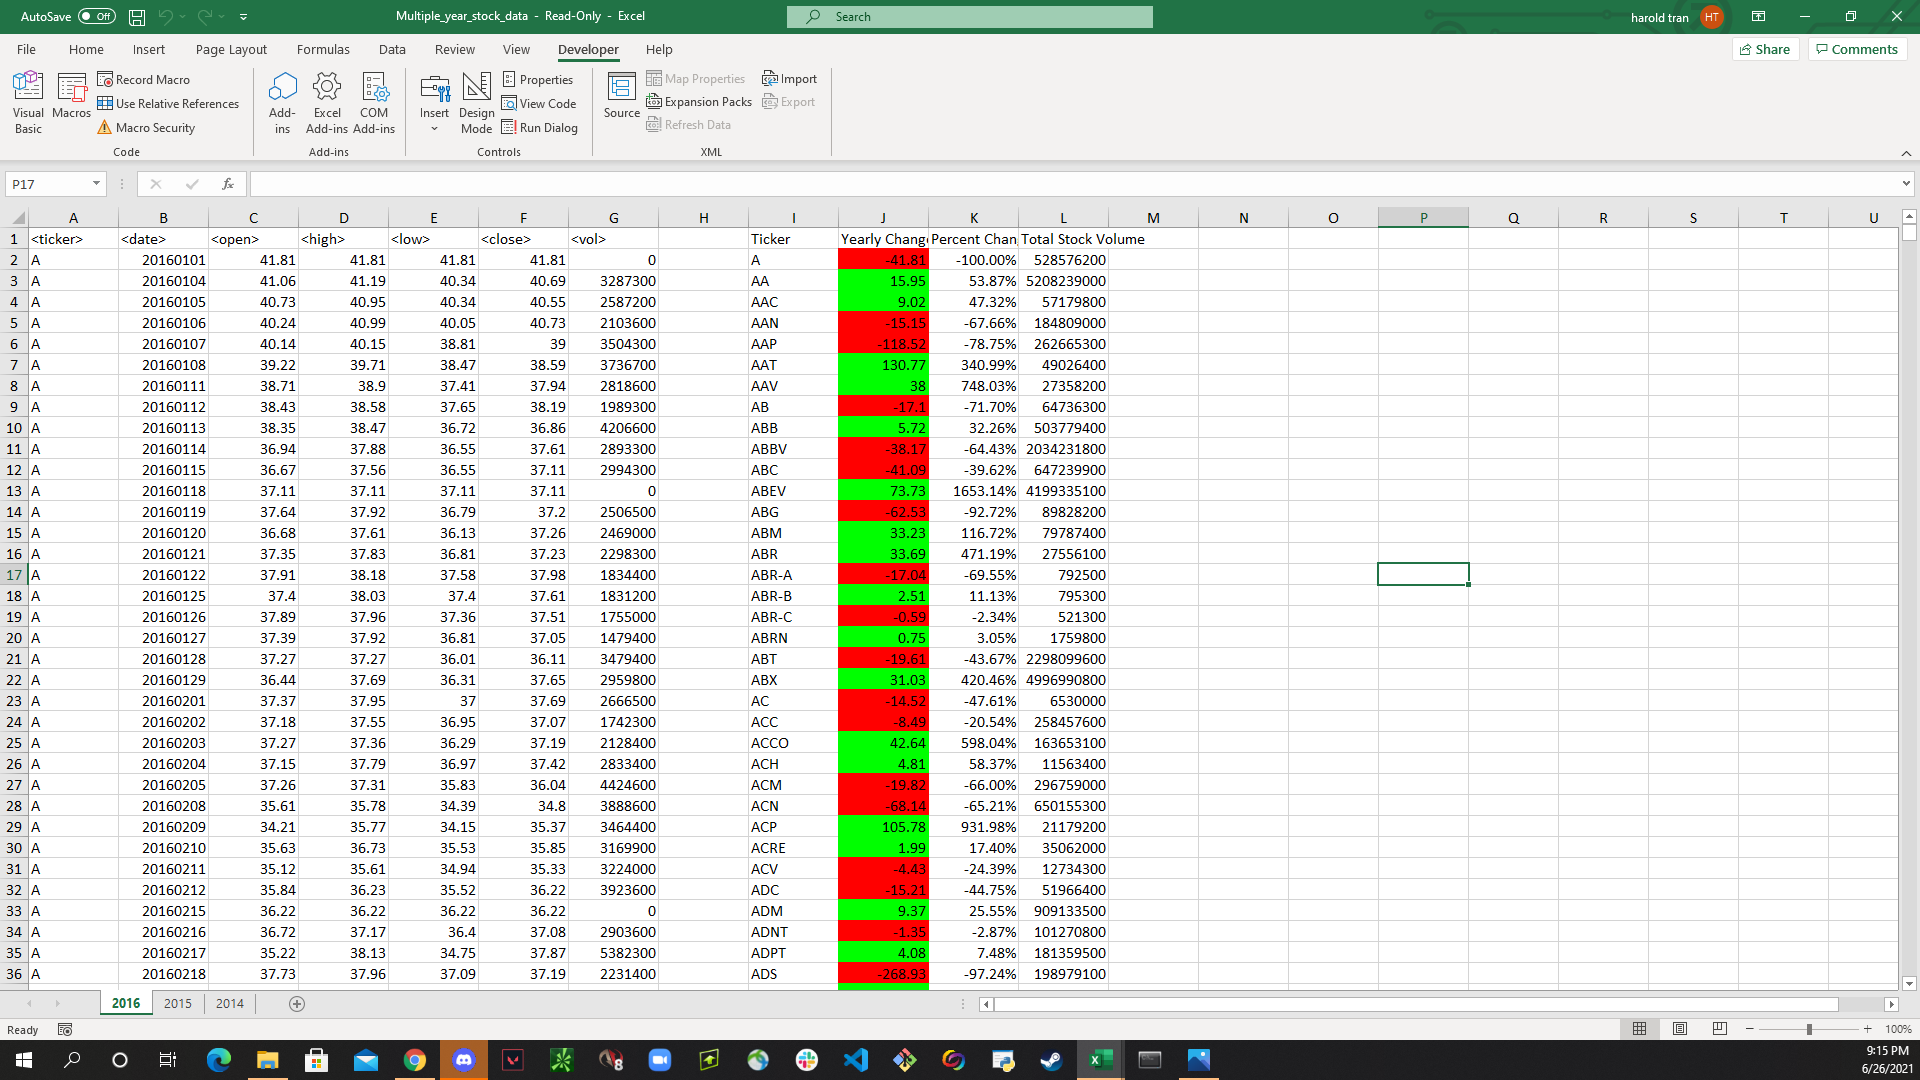 AutoSave Off Multiple_year_stock_data - Read-Only - Excel Search harold tran HT
File Home Insert Page Layout Formulas Data Review View Developer Help Share Comments
Visual Basic Macros Record Macro Use Relative References Macro Security Add-ins Excel Add-ins COM Add-ins Insert Design Mode Properties View Code Run Dialog Source Map Properties Expansion Packs Refresh Data Import Export
Code Add-ins Controls XML
P17 fx
A B C D E F G H I J K L M N O P Q R S T U
1 <ticker> <date> <open> <high> <low> <close> <vol> Ticker Yearly Chang Percent Chan Total Stock Volume
2 A 20160101 41.81 41.81 41.81 41.81 0 A -41.81 -100.00% 528576200
3 A 20160104 41.06 41.19 40.34 40.69 3287300 AA 15.95 53.87% 5208239000
4 A 20160105 40.73 40.95 40.34 40.55 2587200 AAC 9.02 47.32% 57179800
5 A 20160106 40.24 40.99 40.05 40.73 2103600 AAN -15.15 -67.66% 184809000
6 A 20160107 40.14 40.15 38.81 39 3504300 AAP -118.52 -78.75% 262665300
7 A 20160108 39.22 39.71 38.47 38.59 3736700 AAT 130.77 340.99% 49026400
8 A 20160111 38.71 38.9 37.41 37.94 2818600 AAV 38 748.03% 27358200
9 A 20160112 38.43 38.58 37.65 38.19 1989300 AB -17.1 -71.70% 64736300
10 A 20160113 38.35 38.47 36.72 36.86 4206600 ABB 5.72 32.26% 503779400
11 A 20160114 36.94 37.88 36.55 37.61 2893300 ABBV -38.17 -64.43% 2034231800
12 A 20160115 36.67 37.56 36.55 37.11 2994300 ABC -41.09 -39.62% 647239900
13 A 20160118 37.11 37.11 37.11 37.11 0 ABEV 73.73 1653.14% 4199335100
14 A 20160119 37.64 37.92 36.79 37.2 2506500 ABG -62.53 -92.72% 89828200
15 A 20160120 36.68 37.61 36.13 37.26 2469000 ABM 33.23 116.72% 79787400
16 A 20160121 37.35 37.83 36.81 37.23 2298300 ABR 33.69 471.19% 27556100
17 A 20160122 37.91 38.18 37.58 37.98 1834400 ABR-A -17.04 -69.55% 792500
18 A 20160125 37.4 38.03 37.4 37.61 1831200 ABR-B 2.51 11.13% 795300
19 A 20160126 37.89 37.96 37.36 37.51 1755000 ABR-C -0.59 -2.34% 521300
20 A 20160127 37.39 37.92 36.81 37.05 1479400 ABRN 0.75 3.05% 1759800
21 A 20160128 37.27 37.27 36.01 36.11 3479400 ABT -19.61 -43.67% 2298099600
22 A 20160129 36.44 37.69 36.31 37.65 2959800 ABX 31.03 420.46% 4996990800
23 A 20160201 37.37 37.95 37 37.69 2666500 AC -14.52 -47.61% 6530000
24 A 20160202 37.18 37.55 36.95 37.07 1742300 ACC -8.49 -20.54% 258457600
25 A 20160203 37.27 37.36 36.29 37.19 2128400 ACCO 42.64 598.04% 163653100
26 A 20160204 37.15 37.79 36.97 37.42 2833400 ACH 4.81 58.37% 11563400
27 A 20160205 37.26 37.31 35.83 36.04 4424600 ACM -19.82 -66.00% 296759000
28 A 20160208 35.61 35.78 34.39 34.8 3888600 ACN -68.14 -65.21% 650155300
29 A 20160209 34.21 35.77 34.15 35.37 3464400 ACP 105.78 931.98% 21179200
30 A 20160210 35.63 36.73 35.53 35.85 3169900 ACRE 1.99 17.40% 35062000
31 A 20160211 35.12 35.61 34.94 35.33 3224000 ACV -4.43 -24.39% 12734300
32 A 20160212 35.84 36.23 35.52 36.22 3923600 ADC -15.21 -44.75% 51966400
33 A 20160215 36.22 36.22 36.22 36.22 0 ADM 9.37 25.55% 909133500
34 A 20160216 36.72 37.17 36.4 37.08 2903600 ADNT -1.35 -2.87% 101270800
35 A 20160217 35.22 38.13 34.75 37.87 5382300 ADPT 4.08 7.48% 181359500
36 A 20160218 37.73 37.96 37.09 37.19 2231400 ADS -268.93 -97.24% 198979100
2016 2015 2014
Ready 100%
9:15 PM
6/26/2021